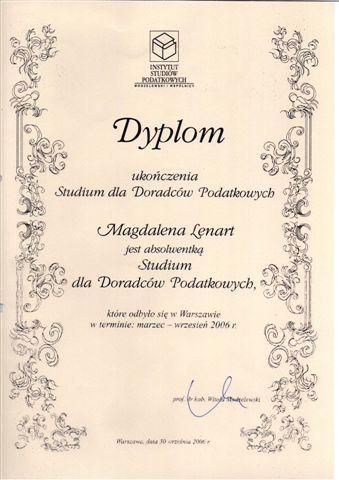 INSTYTUT
STUDIÓW
PODATKOWYCH
MODZELEWSKI I WSPÓLNICY
Dyplom
ukończenia
Studium dla Doradców Podatkowych
Magdalena Lenart
jest absolwentką
Studium
dla Doradców Podatkowych,
które odbyło się w Warszawie
w terminie: marzec – wrzesień 2006 r.
prof. dr hab. Witold Modzelewski
Warszawa, dnia 30 września 2006 r.